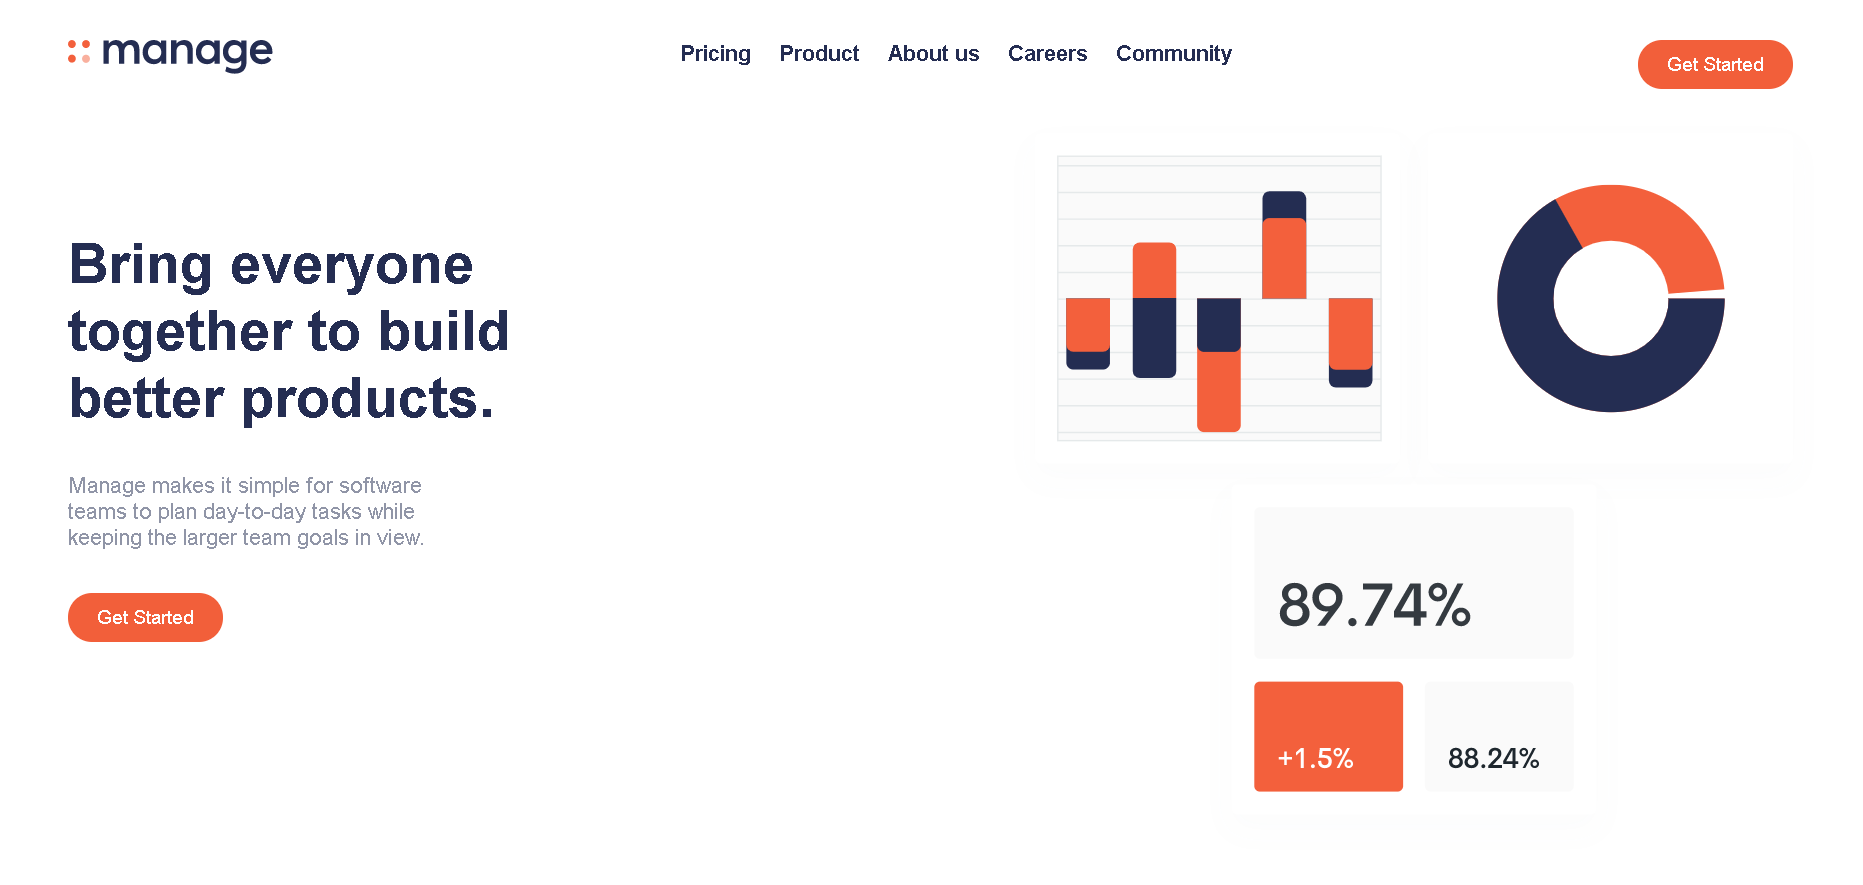 manage
Pricing Product About us Careers Community
Get Started
Bring everyone
together to build
better products.
Manage makes it simple for software
teams to plan day-to-day tasks while
keeping the larger team goals in view.
Get Started
89.74%
+1.5%
88.24%